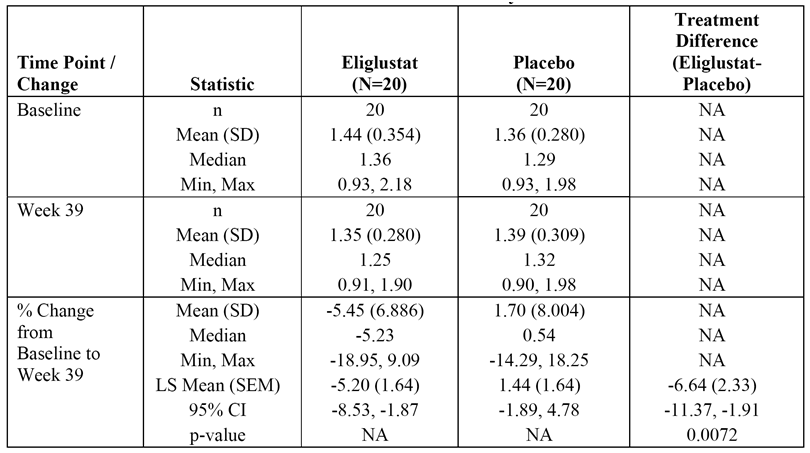 Time Point / Change Statistic Eliglustat (N=20) Placebo (N=20) Treatment Difference (Eliglustat-Placebo)
Baseline n 20 20 NA
Mean (SD) 1.44 (0.354) 1.36 (0.280) NA
Median 1.36 1.29 NA
Min, Max 0.93, 2.18 0.93, 1.98 NA
Week 39 n 20 20 NA
Mean (SD) 1.35 (0.280) 1.39 (0.309) NA
Median 1.25 1.32 NA
Min, Max 0.91, 1.90 0.90, 1.98 NA
% Change from Baseline to Week 39 Mean (SD) -5.45 (6.886) 1.70 (8.004) NA
Median -5.23 0.54 NA
Min, Max -18.95, 9.09 -14.29, 18.25 NA
LS Mean (SEM) -5.20 (1.64) 1.44 (1.64) -6.64 (2.33)
95% CI -8.53, -1.87 -1.89, 4.78 -11.37, -1.91
p-value NA NA 0.0072